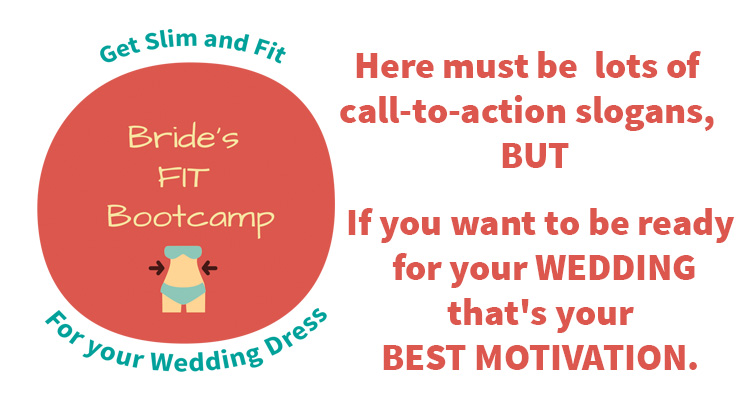 Get Slim and Fit
Bride's
FIT
Bootcamp
For your Wedding Dress
Here must be  lots of
call-to-action slogans,
BUT
If you want to be ready
for your WEDDING
that's your
BEST MOTIVATION.